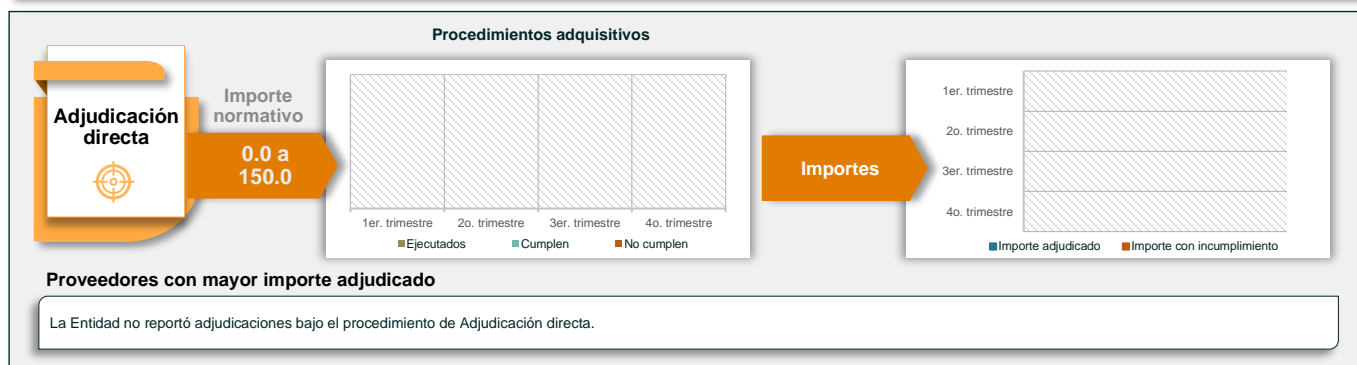 Procedimientos adquisitivos
Adjudicación
directa
Importe
normativo
0.0 a
150.0
1er. trimestre
2o. trimestre
3er. trimestre
4o. trimestre
Ejecutados
Cumplen
No cumplen
Importes
1er. trimestre
2o. trimestre
3er. trimestre
4o. trimestre
Importe adjudicado
Importe con incumplimiento
Proveedores con mayor importe adjudicado
La Entidad no reportó adjudicaciones bajo el procedimiento de Adjudicación directa.